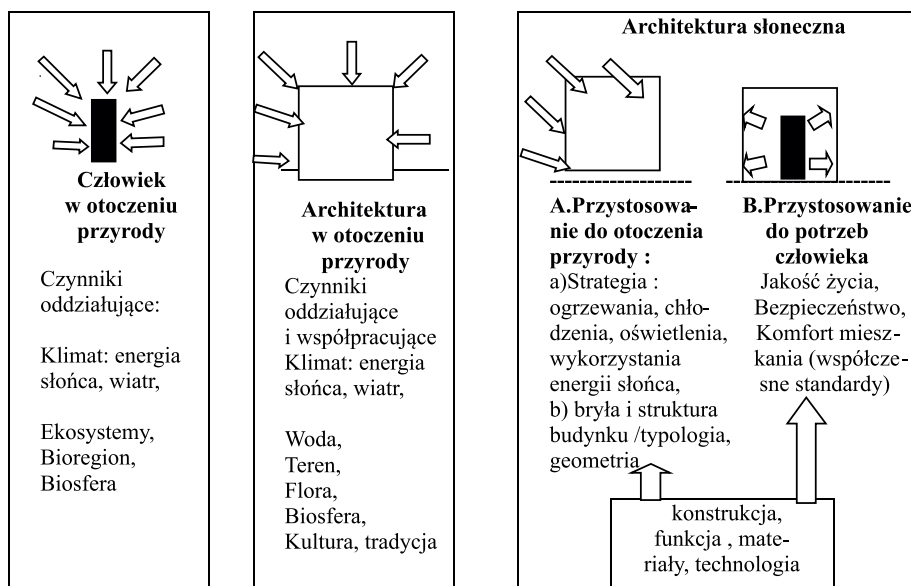 Człowiek
w otoczeniu
przyrody
Czynniki
oddziałujące:
Klimat: energia
słońca, wiatr,
Ekosystemy,
Bioregion,
Biosfera
Architektura
w otoczeniu
przyrody
Czynniki
oddziałujące
i współpracujące
Klimat: energia
słońca, wiatr,
Woda,
Teren,
Flora,
Biosfera,
Kultura, tradycja
Architektura słoneczna
A.Przystosowa-
nie do otoczenia
przyrody :
a)Strategia :
ogrzewania, chło-
dzenia, oświetlenia,
wykorzystania
energii słońca,
b) bryła i struktura
budynku /typologia,
geometria
B.Przystosowanie
do potrzeb
człowieka
Jakość życia,
Bezpieczeństwo,
Komfort miesz-
kania (współcze-
sne standardy)
konstrukcja,
funkcja , mate-
riały, technologia